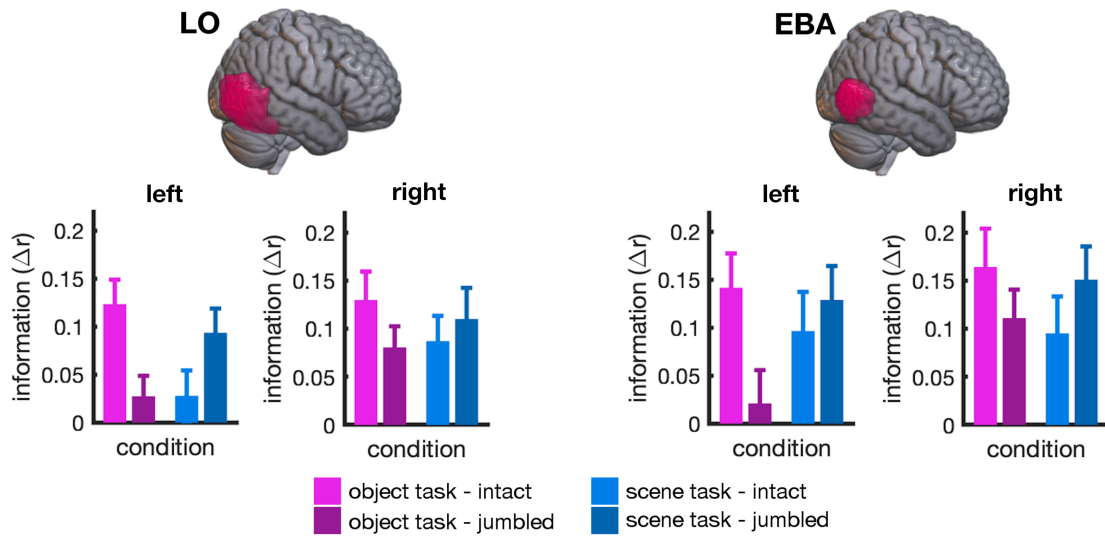 LO
EBA
left
right
left
right
information (Δr)
0.2
0.15
0.1
0.05
0
condition
information (Δr)
0.2
0.15
0.1
0.05
0
condition
information (Δr)
0.2
0.15
0.1
0.05
0
condition
information (Δr)
0.2
0.15
0.1
0.05
0
condition
object task - intact
scene task - intact
object task - jumbled
scene task - jumbled